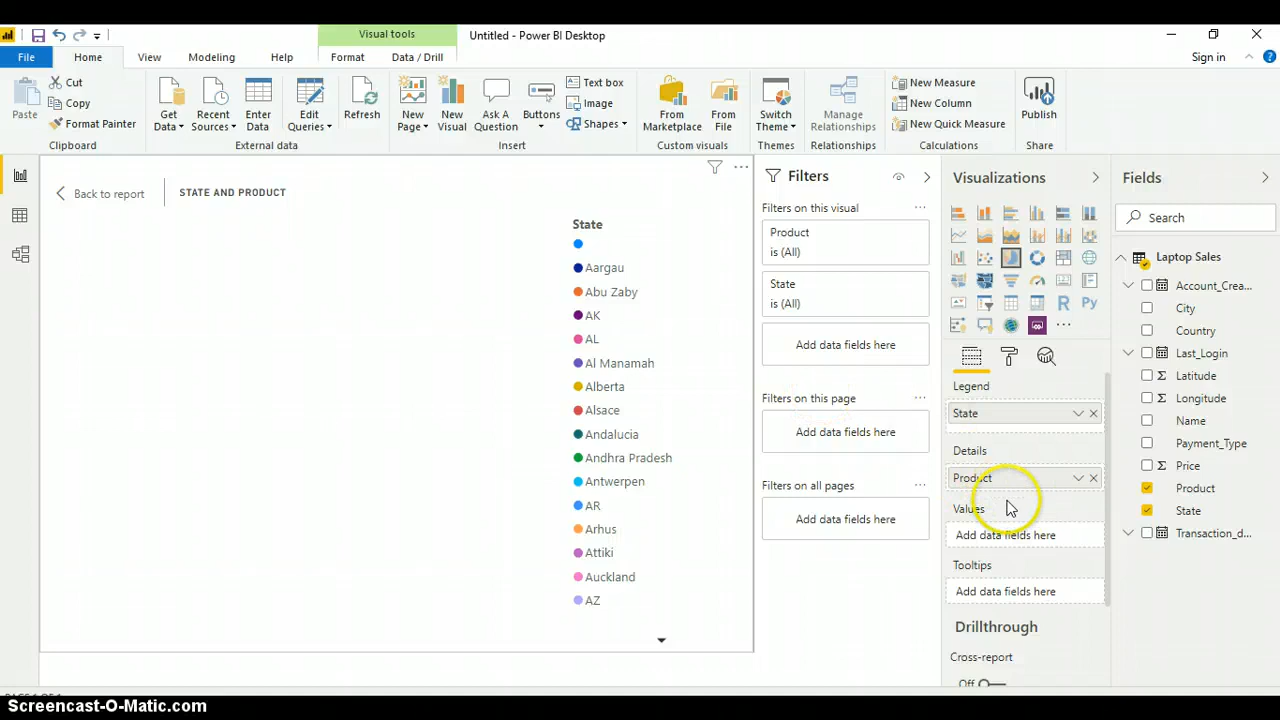 Visual tools
Untitled - Power BI Desktop
File
Home
View
Modeling
Help
Format
Data / Drill
Sign in
Paste
Cut
Copy
Format Painter
Clipboard
Get Data
Recent Sources
Enter Data
Edit Queries
Refresh
External data
New Page
New Visual
Ask A Question
Buttons
Text box
Image
Shapes
Insert
From Marketplace
From File
Custom visuals
Switch Theme
Themes
Manage Relationships
Relationships
New Measure
New Column
New Quick Measure
Calculations
Publish
Share
Back to report
STATE AND PRODUCT
State
Aargau
Abu Zaby
AK
AL
Al Manamah
Alberta
Alsace
Andalucia
Andhra Pradesh
Antwerpen
AR
Arhus
Attiki
Auckland
AZ
Filters
Filters on this visual
Product
is (All)
State
is (All)
Add data fields here
Filters on this page
Add data fields here
Filters on all pages
Add data fields here
Visualizations
R
Py
Legend
State
Details
Product
Values
Add data fields here
Tooltips
Add data fields here
Drillthrough
Cross-report
Off
Fields
Search
Laptop Sales
Account_Crea...
City
Country
Last_Login
Σ Latitude
Σ Longitude
Name
Payment_Type
Σ Price
Product
State
Transaction_d...
Screencast-O-Matic.com